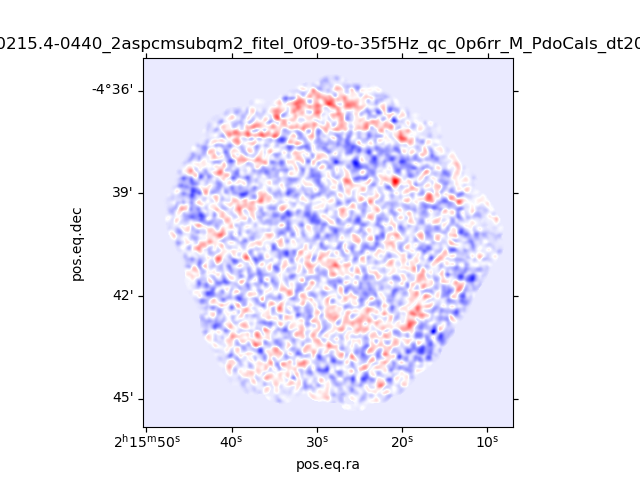 0215.4-0440_2aspcmsubqm2_fitel_0f09-to-35f5Hz_qc_0p6rr_M_PdoCals_dt20
-4°36'
39'
42'
45'
pos.eq.dec
2ʰ15ᵐ50ˢ 40ˢ 30ˢ 20ˢ 10ˢ
pos.eq.ra